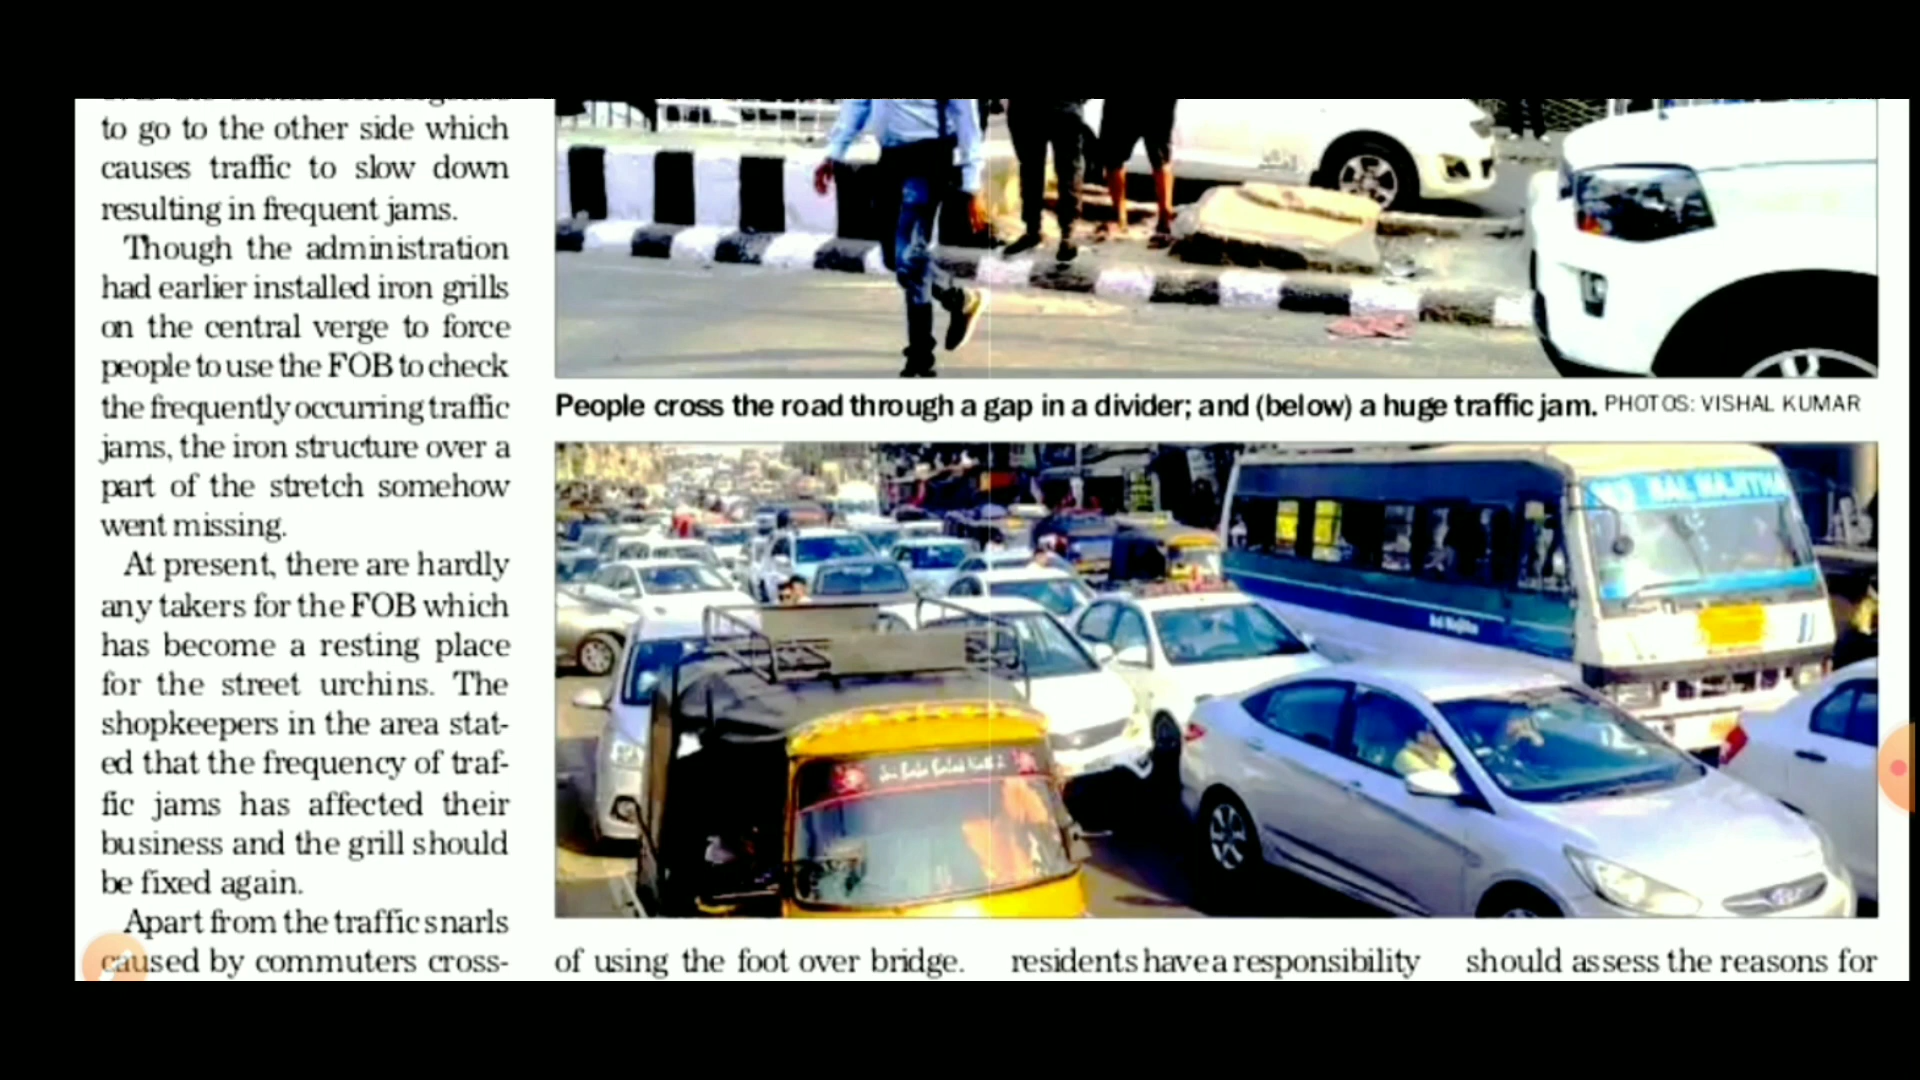 to go to the other side which
causes traffic to slow down
resulting in frequent jams.
Though the administration
had earlier installed iron grills
on the central verge to force
people to use the FOB to check
the frequently occurring traffic
jams, the iron structure over a
part of the stretch somehow
went missing.
At present, there are hardly
any takers for the FOB which
has become a resting place
for the street urchins. The
shopkeepers in the area stat-
ed that the frequency of traf-
fic jams has affected their
business and the grill should
be fixed again.
Apart from the traffic snarls
caused by commuters cross-
People cross the road through a gap in a divider; and (below) a huge traffic jam. PHOTOS: VISHAL KUMAR
BAL MAJITHA
Bal Majitha
of using the foot over bridge.
residents have a responsibility
should assess the reasons for